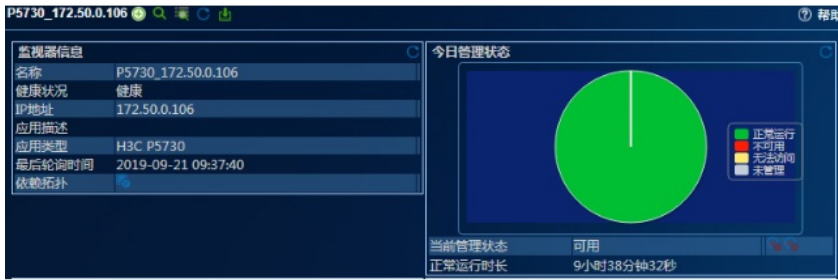 P5730_172.50.0.106
帮助
监视器信息
名称 P5730_172.50.0.106
健康状况 健康
IP地址 172.50.0.106
应用描述
应用类型 H3C P5730
最后轮询时间 2019-09-21 09:37:40
依赖拓扑
今日管理状态
正常运行
不可用
无法访问
未管理
当前管理状态 可用
正常运行时长 9小时38分钟32秒